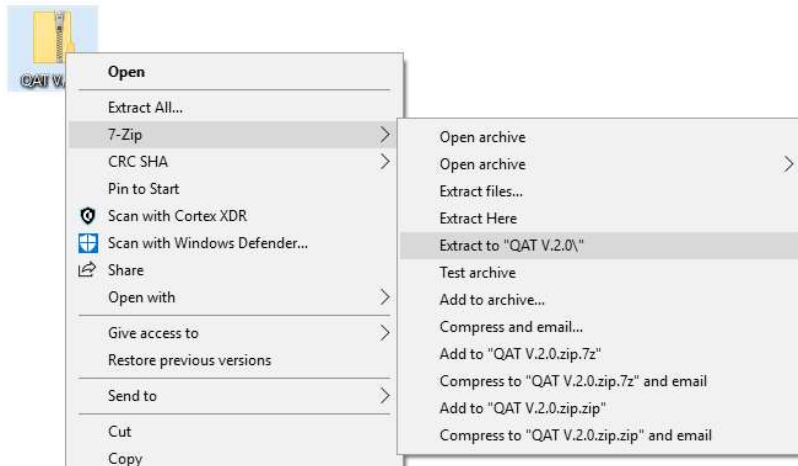 QAT V.
Open
Extract All...
7-Zip
CRC SHA
Pin to Start
Scan with Cortex XDR
Scan with Windows Defender...
Share
Open with
Give access to
Restore previous versions
Send to
Cut
Copy
Open archive
Open archive
Extract files...
Extract Here
Extract to "QAT V.2.0\"
Test archive
Add to archive...
Compress and email...
Add to "QAT V.2.0.zip.7z"
Compress to "QAT V.2.0.zip.7z" and email
Add to "QAT V.2.0.zip.zip"
Compress to "QAT V.2.0.zip.zip" and email